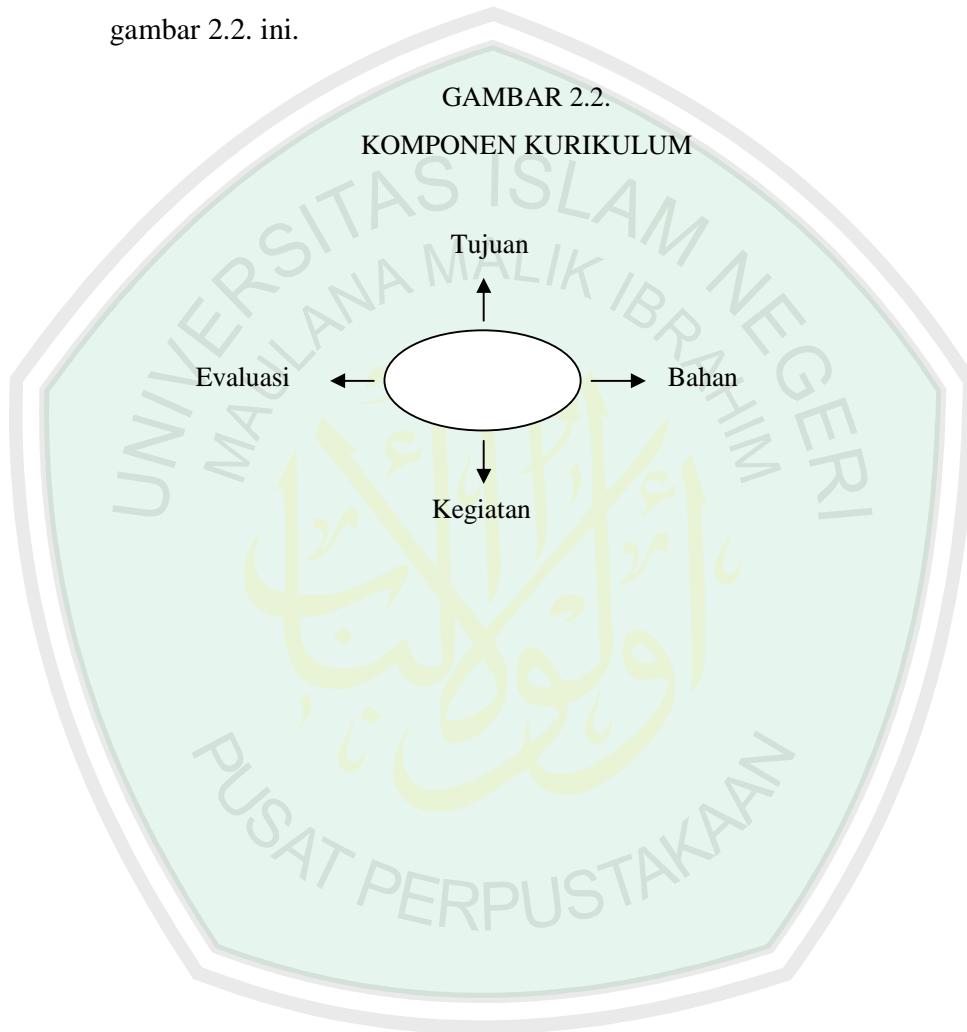 gambar 2.2. ini.
GAMBAR 2.2.
KOMPONEN KURIKULUM
UNIVERSITAS ISLAM NEGERI
MAULANA MALIK IBRAHIM
Tujuan
Evaluasi
Bahan
Kegiatan
PUSAT PERPUSTAKAAN